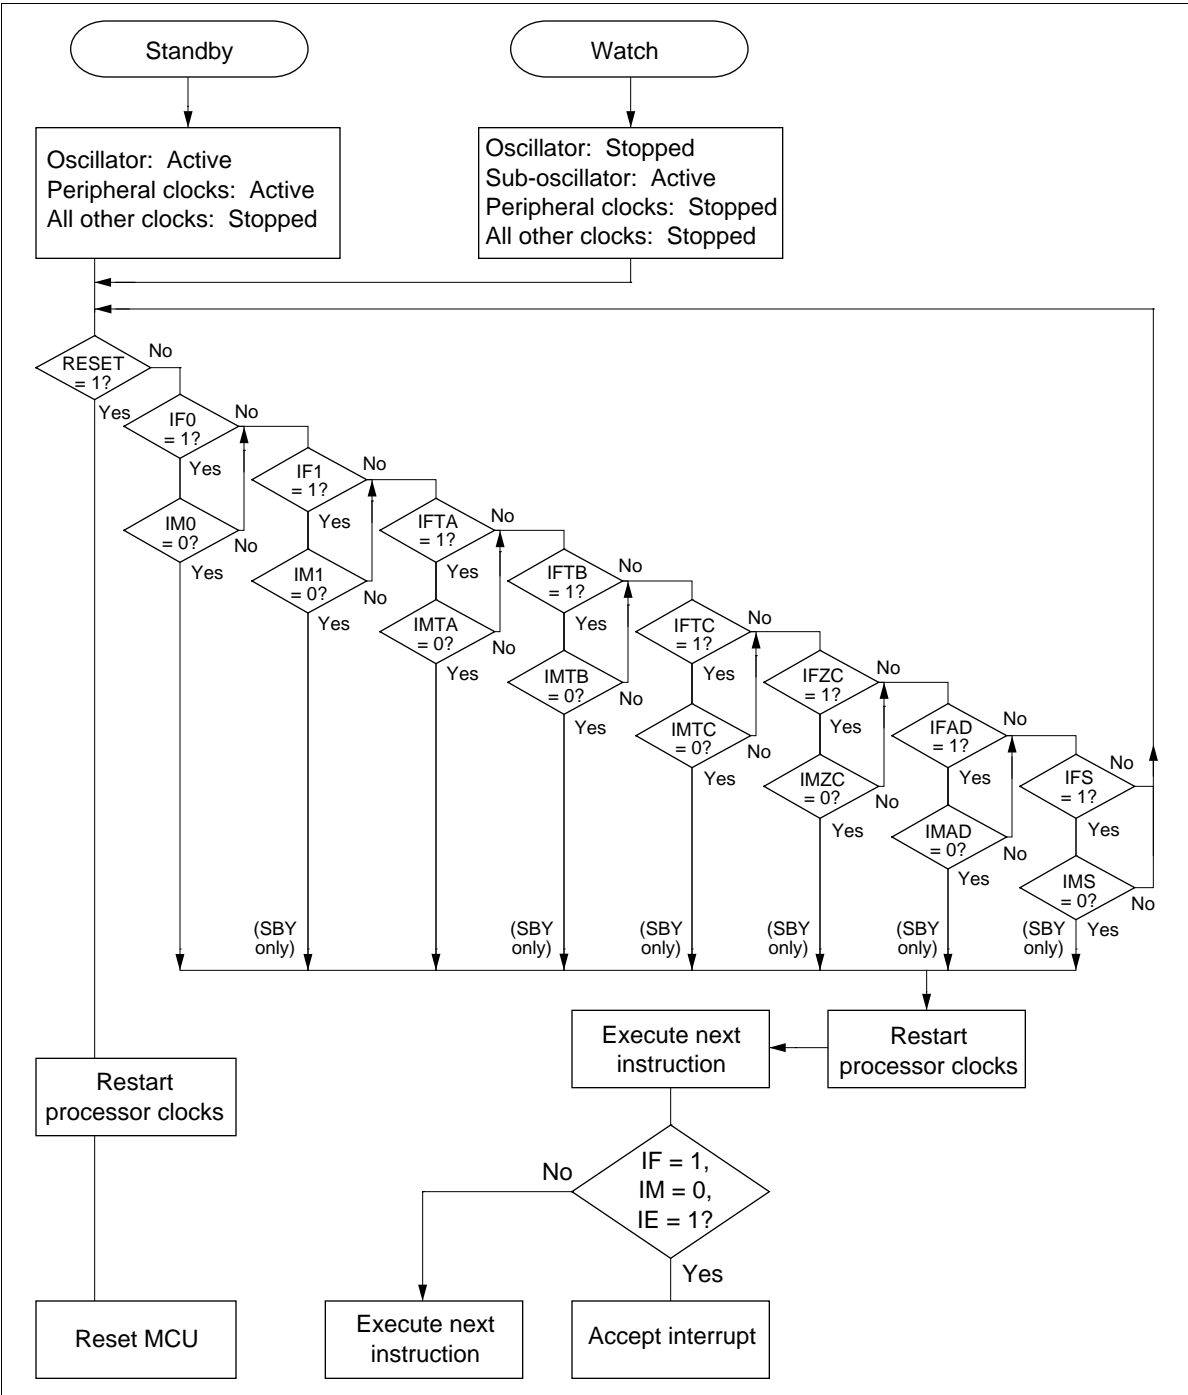 Standby
Watch
Oscillator: Active
Peripheral clocks: Active
All other clocks: Stopped
Oscillator: Stopped
Sub-oscillator: Active
Peripheral clocks: Stopped
All other clocks: Stopped
RESET
= 1?
No
Yes
IF0
= 1?
No
Yes
IM0
= 0?
No
Yes
IF1
= 1?
No
Yes
IM1
= 0?
No
Yes
IFTA
= 1?
No
Yes
IMTA
= 0?
No
Yes
IFTB
= 1?
No
Yes
IMTB
= 0?
No
Yes
IFTC
= 1?
No
Yes
IMTC
= 0?
No
Yes
IFZC
= 1?
No
Yes
IMZC
= 0?
No
Yes
IFAD
= 1?
No
Yes
IMAD
= 0?
No
Yes
IFS
= 1?
No
Yes
IMS
= 0?
No
Yes
(SBY
only)
(SBY
only)
(SBY
only)
(SBY
only)
(SBY
only)
(SBY
only)
Restart
processor clocks
Execute next
instruction
Restart
processor clocks
IF = 1,
IM = 0,
IE = 1?
No
Yes
Reset MCU
Execute next
instruction
Accept interrupt